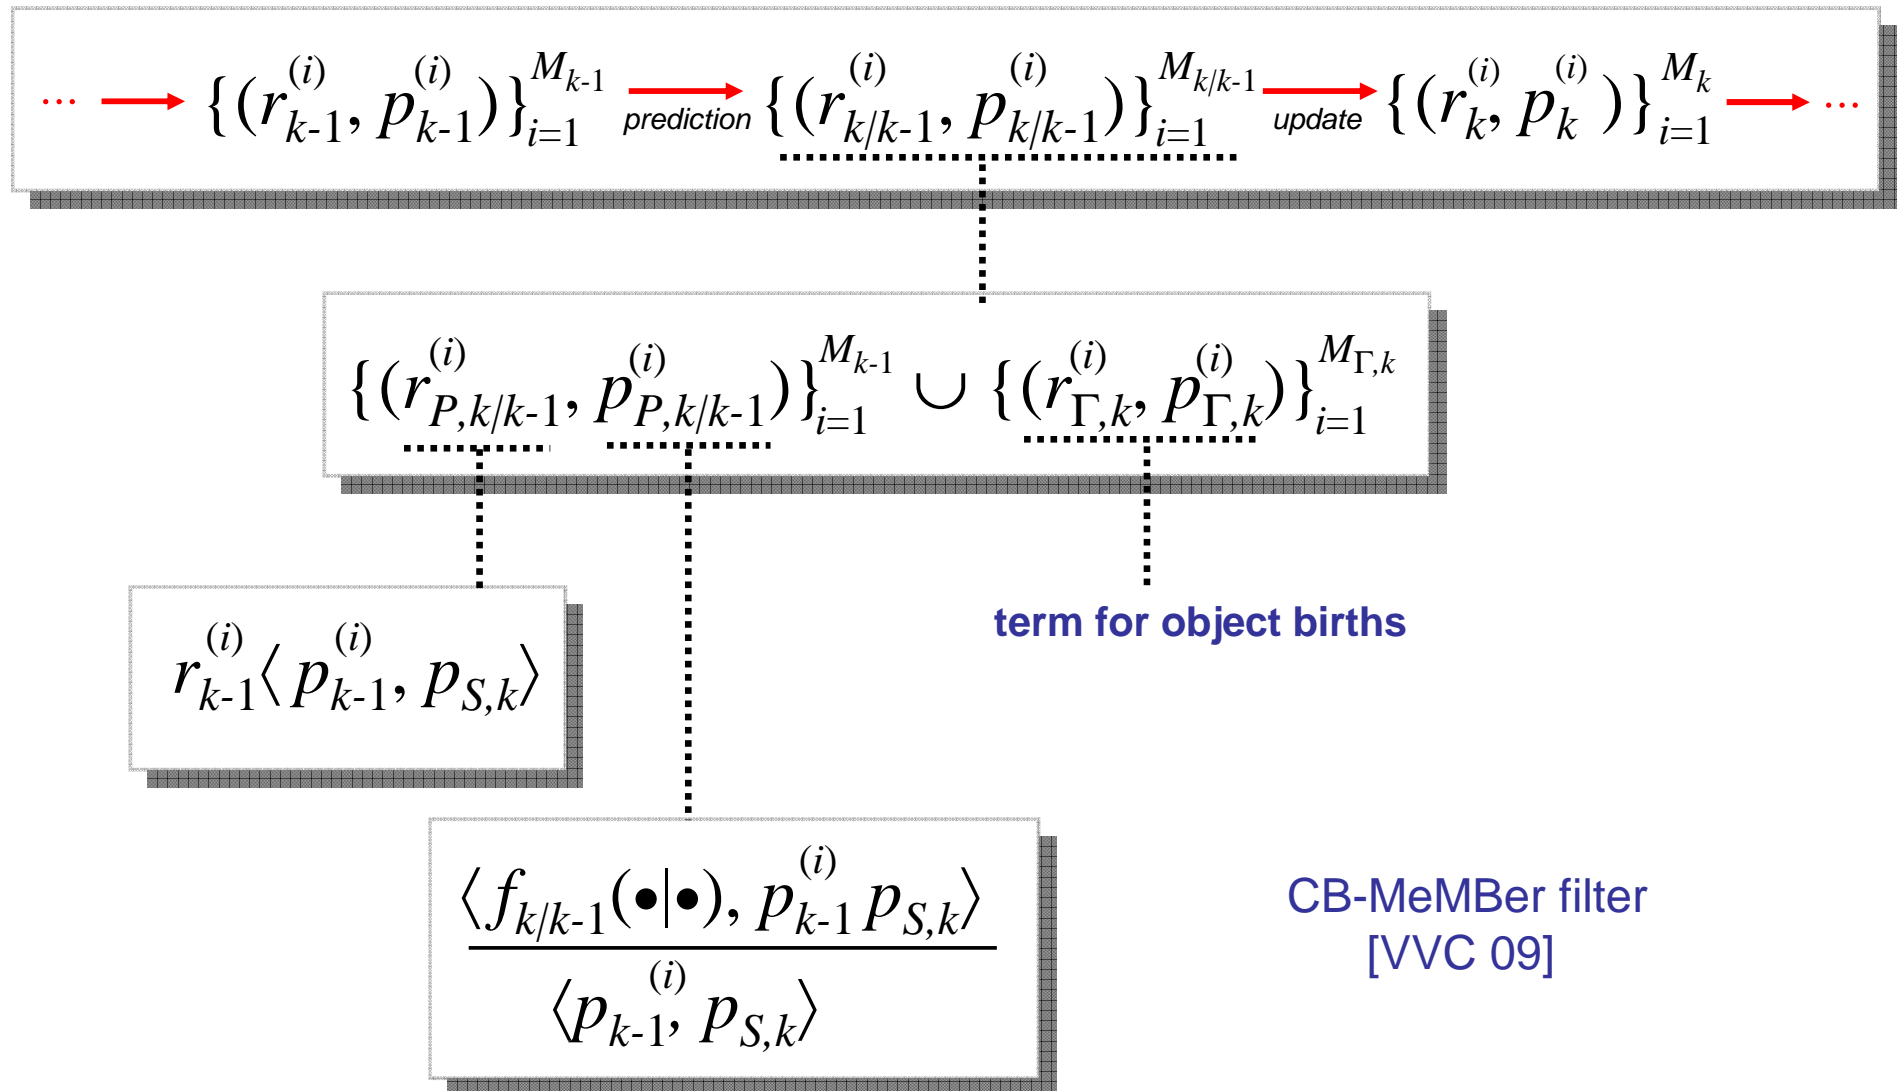 … → {(r_{k-1}^{(i)}, p_{k-1}^{(i)})}_{i=1}^{M_{k-1}} →prediction {(r_{k/k-1}^{(i)}, p_{k/k-1}^{(i)})}_{i=1}^{M_{k/k-1}} →update {(r_k^{(i)}, p_k^{(i)})}_{i=1}^{M_k} → …
{(r_{P,k/k-1}^{(i)}, p_{P,k/k-1}^{(i)})}_{i=1}^{M_{k-1}} ∪ {(r_{Γ,k}^{(i)}, p_{Γ,k}^{(i)})}_{i=1}^{M_{Γ,k}}
term for object births
r_{k-1}^{(i)}⟨p_{k-1}^{(i)}, p_{S,k}⟩
⟨f_{k/k-1}(•|•), p_{k-1}^{(i)} p_{S,k}⟩
⟨p_{k-1}^{(i)}, p_{S,k}⟩
CB-MeMBer filter
[VVC 09]